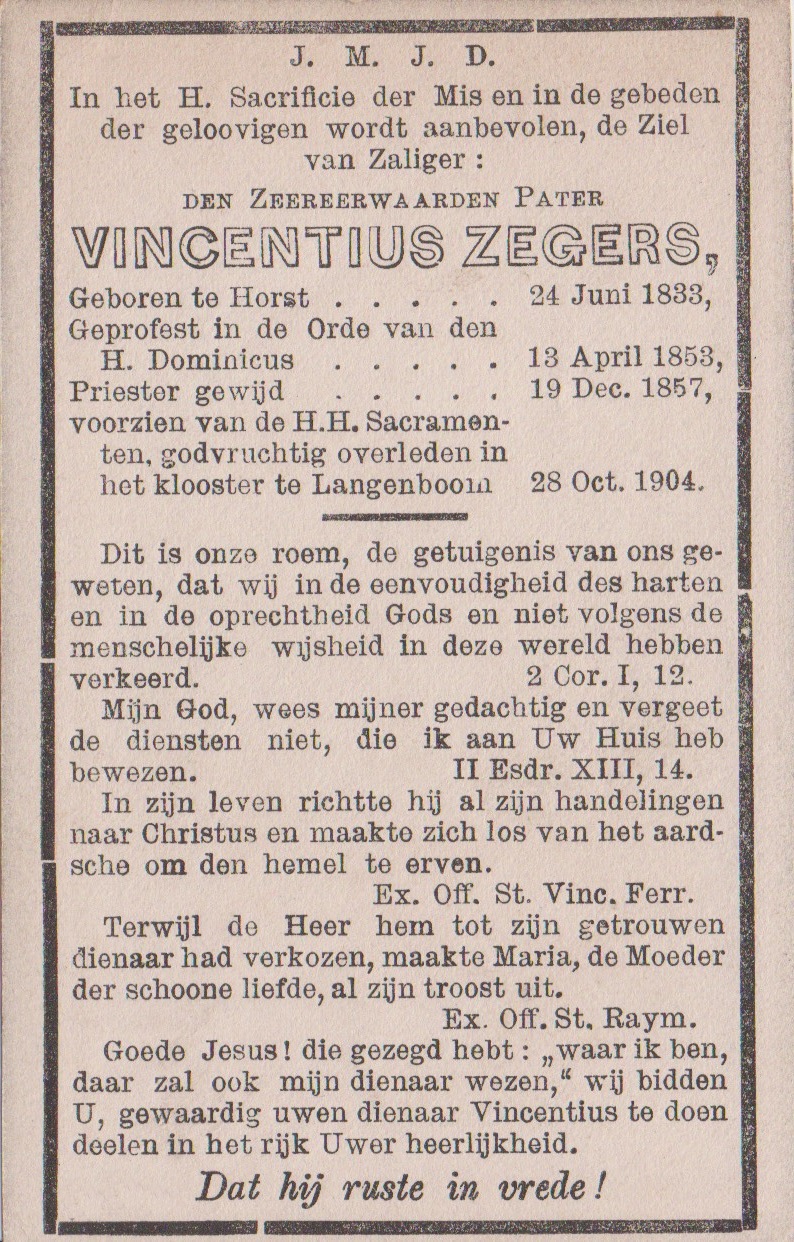 J. M. J. D.
In het H. Sacrificie der Mis en in de gebeden
der geloovigen wordt aanbevolen, de Ziel
van Zaliger :
DEN ZEEREERWAARDEN PATER
VINCENTIUS ZEGERS,
Geboren te Horst . . . . . 24 Juni 1833,
Geprofest in de Orde van den
H. Dominicus . . . . . 13 April 1853,
Priester gewijd . . . . . 19 Dec. 1857,
voorzien van de H.H. Sacramen-
ten, godvruchtig overleden in
het klooster te Langenboom 28 Oct. 1904.
Dit is onze roem, de getuigenis van ons ge-
weten, dat wij in de eenvoudigheid des harten
en in de oprechtheid Gods en niet volgens de
menschelijke wijsheid in deze wereld hebben
verkeerd. 2 Cor. I, 12.
Mijn God, wees mijner gedachtig en vergeet
de diensten niet, die ik aan Uw Huis heb
bewezen. II Esdr. XIII, 14.
In zijn leven richtte hij al zijn handelingen
naar Christus en maakte zich los van het aard-
sche om den hemel te erven.
Ex. Off. St. Vinc. Ferr.
Terwijl de Heer hem tot zijn getrouwen
dienaar had verkozen, maakte Maria, de Moeder
der schoone liefde, al zijn troost uit.
Ex. Off. St. Raym.
Goede Jesus! die gezegd hebt : „waar ik ben,
daar zal ook mijn dienaar wezen,“ wij bidden
U, gewaardig uwen dienaar Vincentius te doen
deelen in het rijk Uwer heerlijkheid.
Dat hij ruste in vrede !